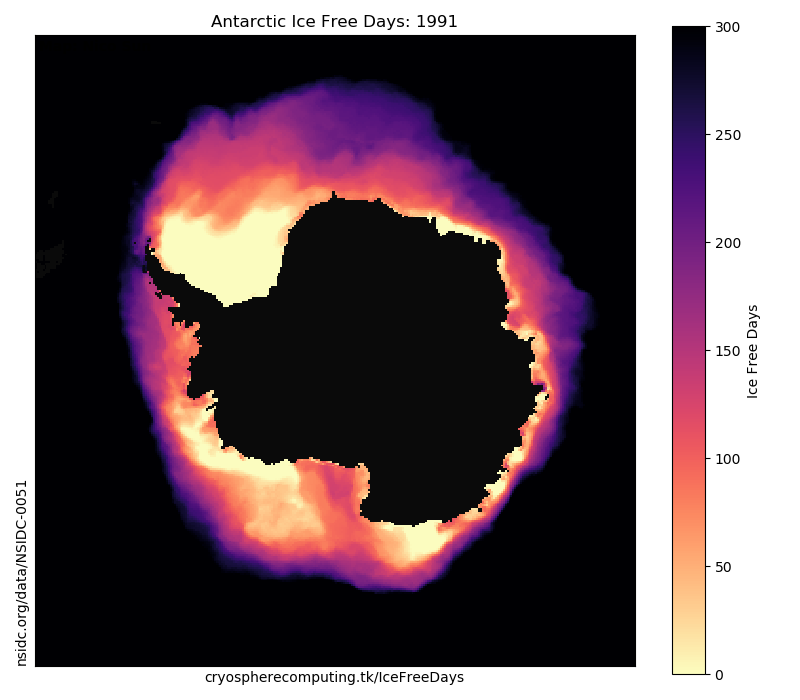 Antarctic Ice Free Days: 1991
300
250
200
150
100
50
0
Ice Free Days
nsidc.org/data/NSIDC-0051
cryospherecomputing.tk/IceFreeDays